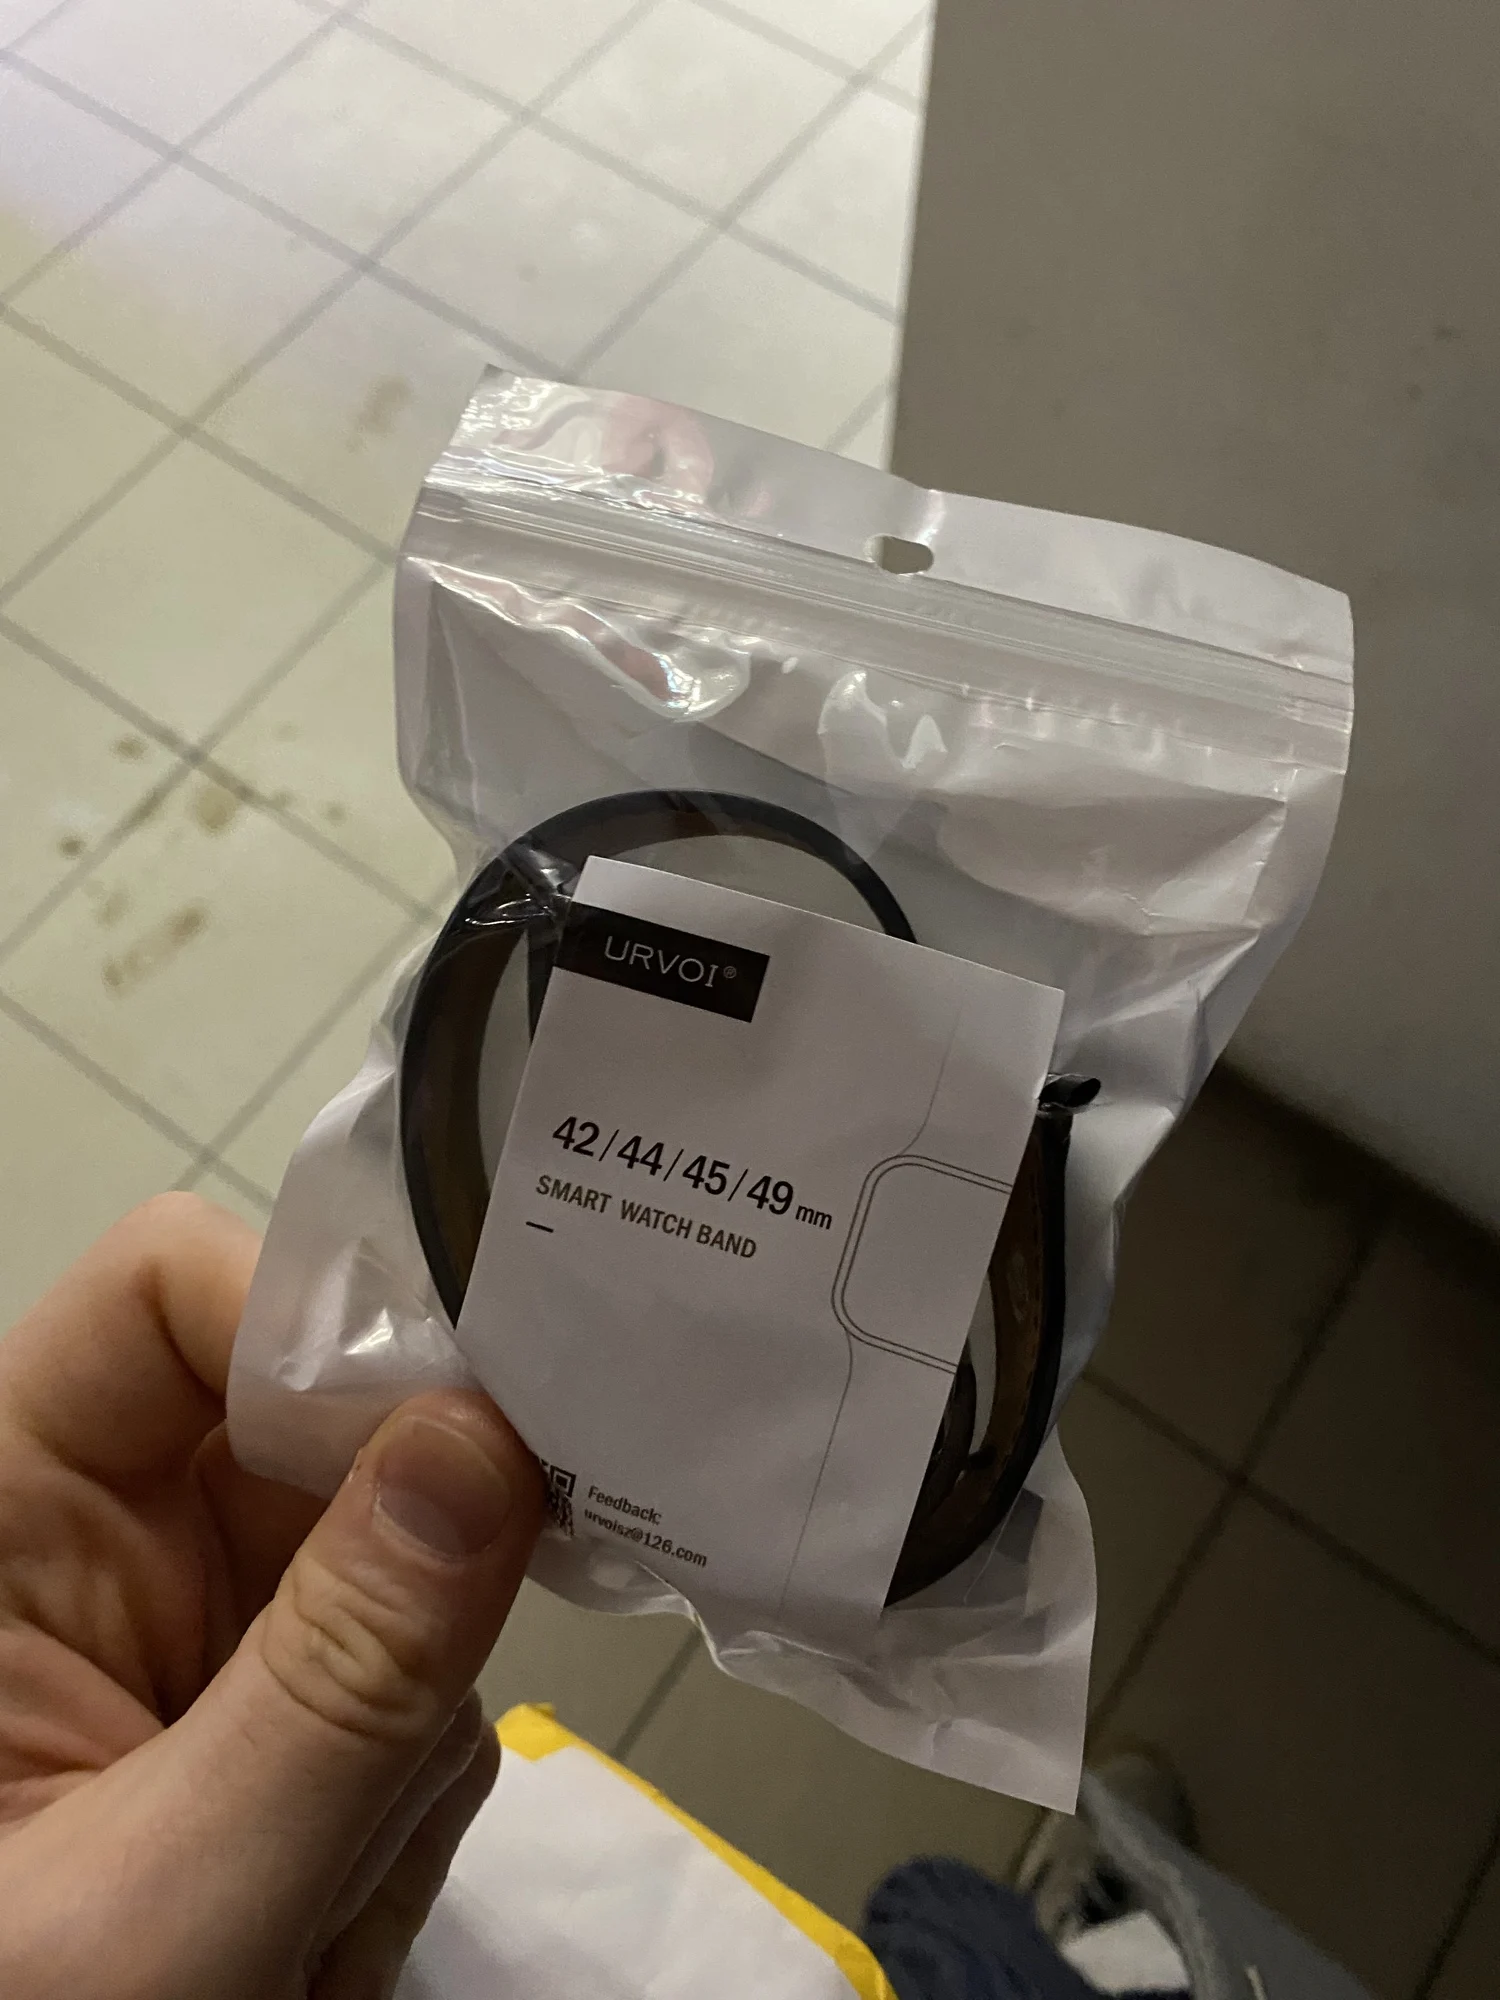 URVOI®
42/44/45/49mm
SMART WATCH BAND
Feedback:
urvoisz@126.com